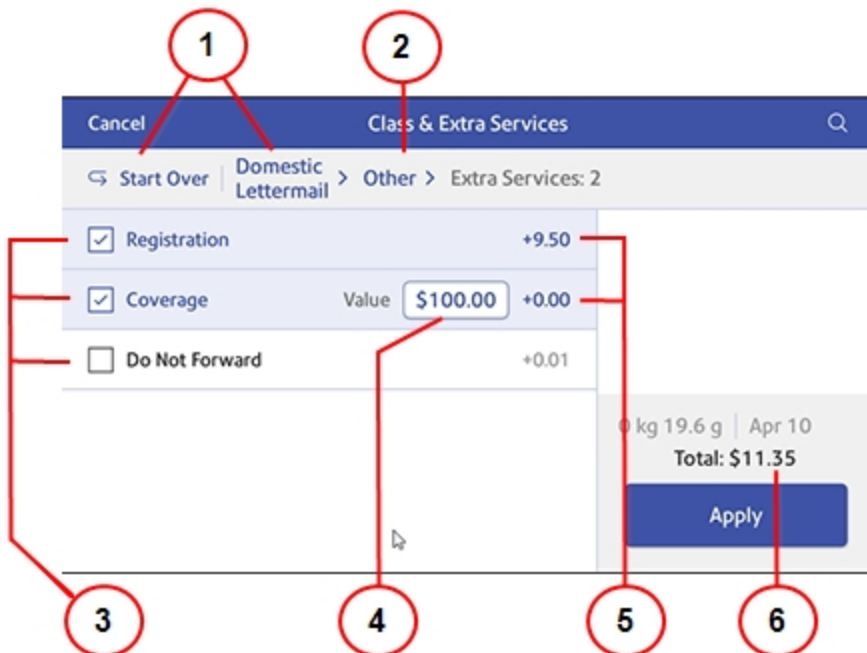 1
2
Cancel Class & Extra Services
Start Over Domestic Lettermail > Other > Extra Services: 2
Registration +9.50
Coverage Value $100.00 +0.00
Do Not Forward +0.01
0 kg 19.6 g | Apr 10
Total: $11.35
Apply
3 4 5 6